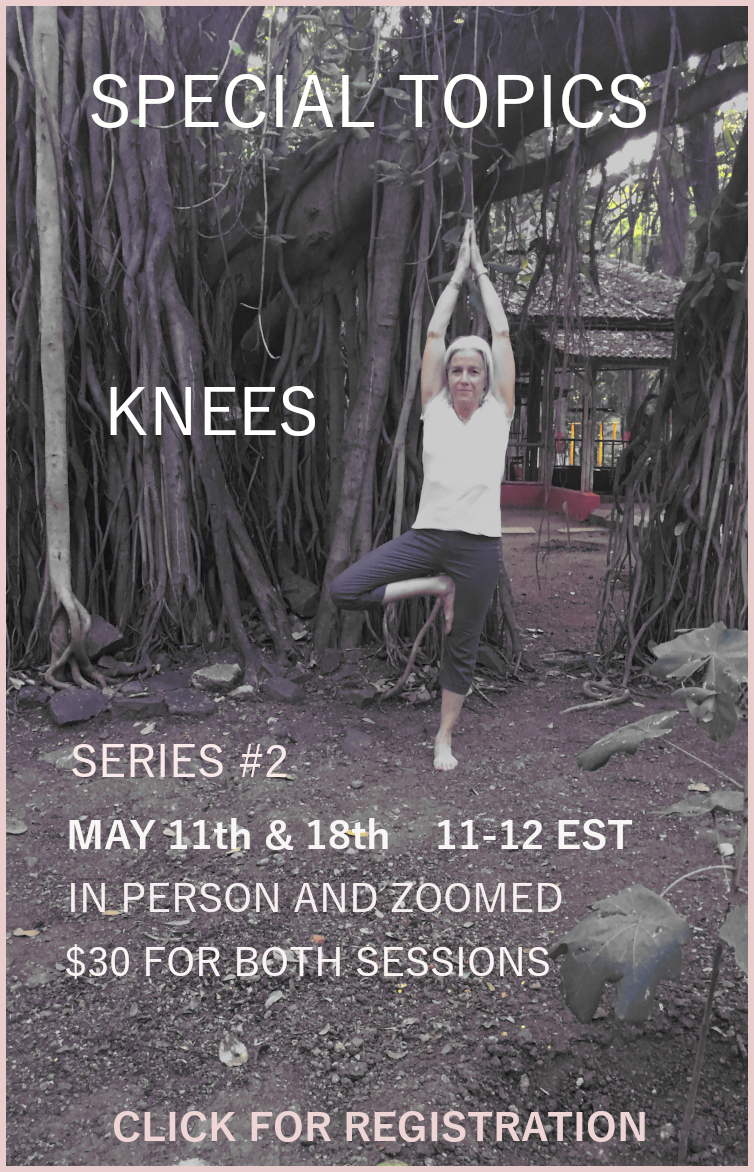 SPECIAL TOPICS
KNEES
SERIES #2
MAY 11th & 18th 11-12 EST
IN PERSON AND ZOOMED
$30 FOR BOTH SESSIONS
CLICK FOR REGISTRATION